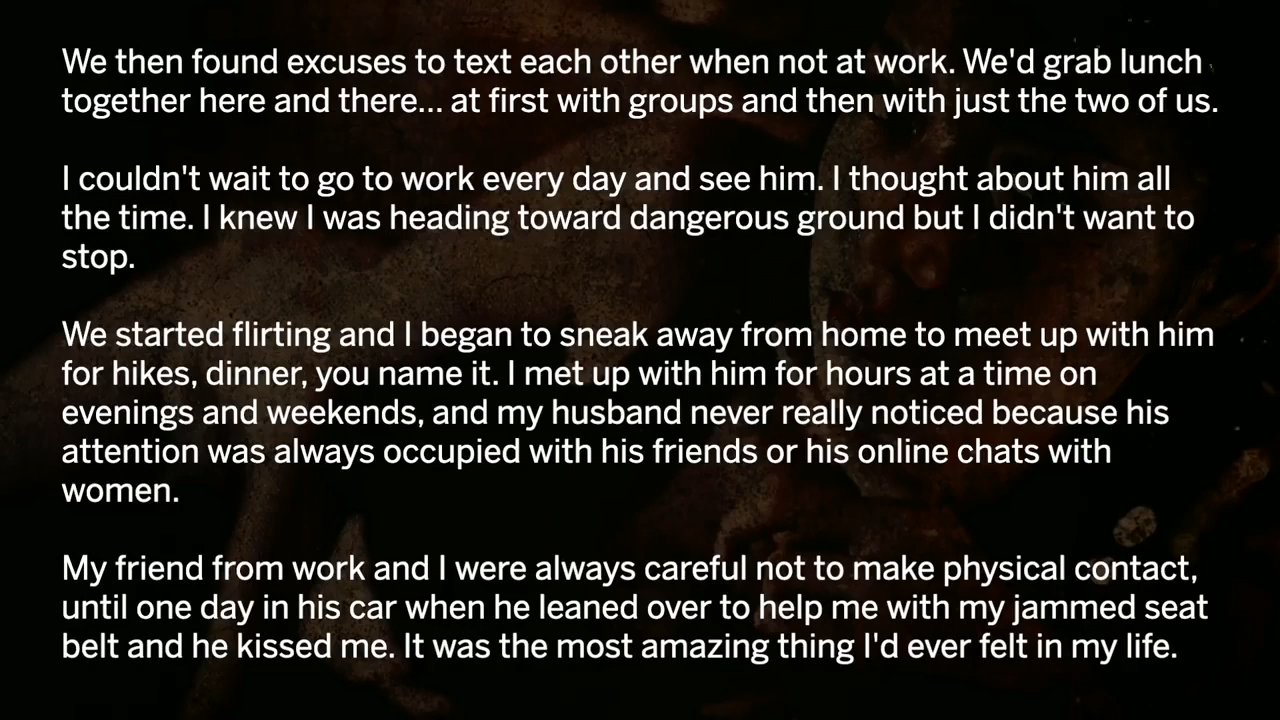 We then found excuses to text each other when not at work. We'd grab lunch
together here and there... at first with groups and then with just the two of us.
I couldn't wait to go to work every day and see him. I thought about him all
the time. I knew I was heading toward dangerous ground but I didn't want to
stop.
We started flirting and I began to sneak away from home to meet up with him
for hikes, dinner, you name it. I met up with him for hours at a time on
evenings and weekends, and my husband never really noticed because his
attention was always occupied with his friends or his online chats with
women.
My friend from work and I were always careful not to make physical contact,
until one day in his car when he leaned over to help me with my jammed seat
belt and he kissed me. It was the most amazing thing I'd ever felt in my life.